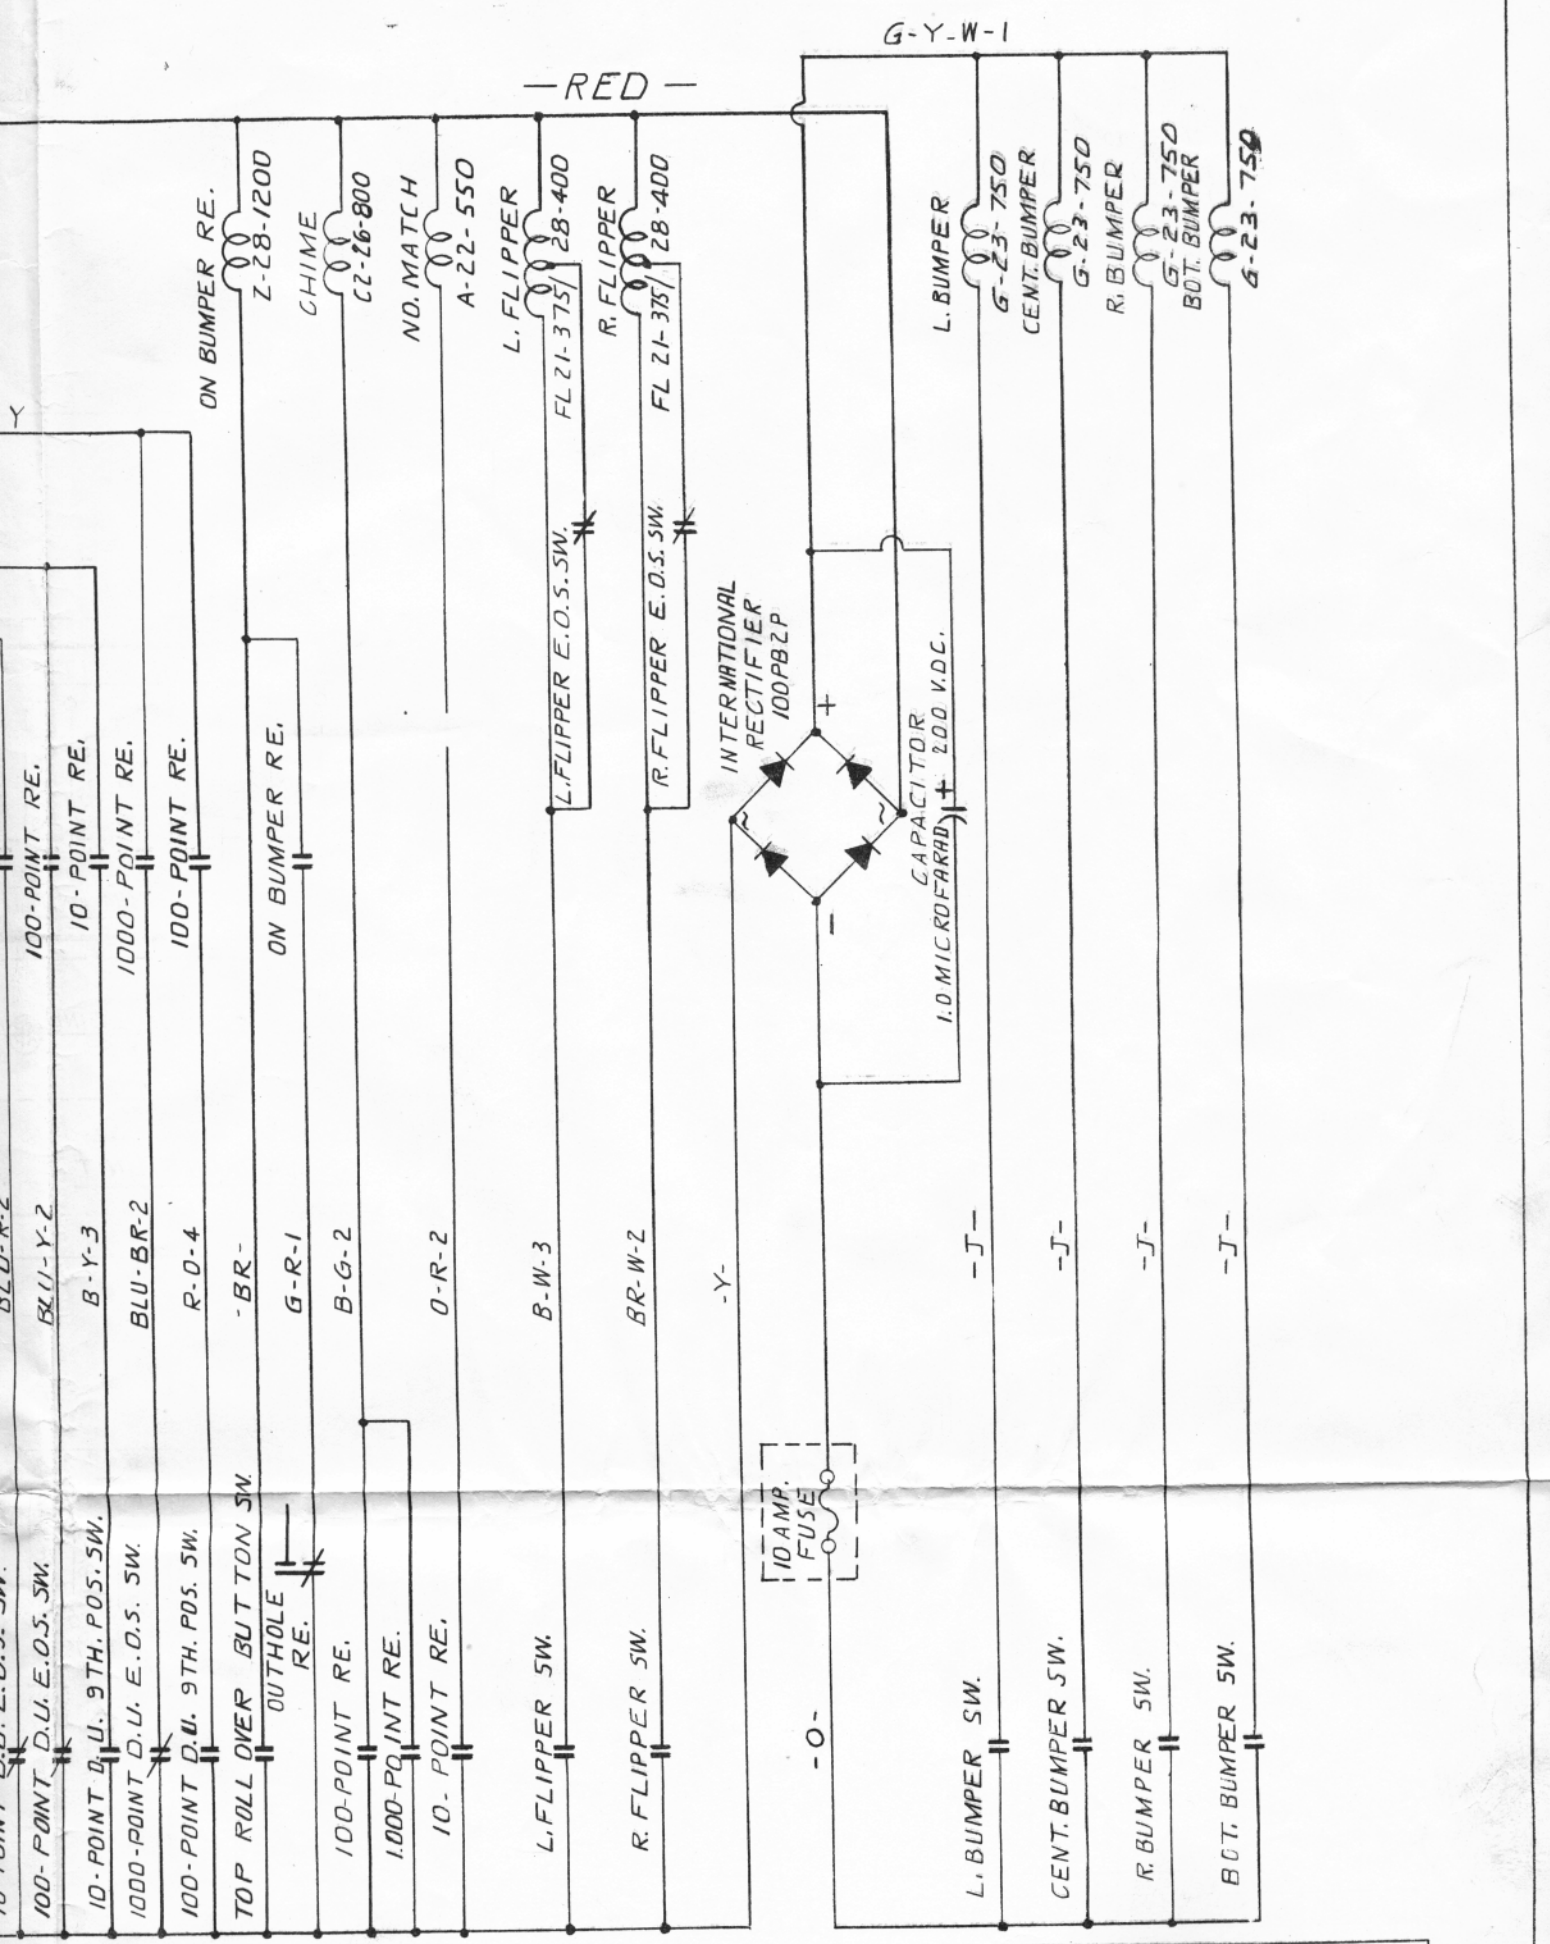 G-Y-W-1
—RED—
Y
ON BUMPER RE.
Z-28-1200
CHIME
C2-26-800
NO. MATCH
A-22-550
L. FLIPPER
FL 21-375/28-400
R. FLIPPER
FL 21-375/28-400
L. BUMPER
G-23-750
CENT. BUMPER
G-23-750
R. BUMPER
G-23-750
BOT. BUMPER
G-23-750
L. FLIPPER E.O.S. SW.
R. FLIPPER E.O.S. SW.
INTERNATIONAL
RECTIFIER
100PB2P
+
~
~
−
CAPACITOR
1.0 MICROFARAD + 200 V.DC.
100-POINT RE.
10-POINT RE.
1000-POINT RE.
100-POINT RE.
ON BUMPER RE.
BLU-Y-2
B-Y-3
BLU-BR-2
R-O-4
-BR-
G-R-1
B-G-2
O-R-2
B-W-3
BR-W-2
-Y-
-J-
-J-
-J-
-J-
10 AMP.
FUSE
-O-
100-POINT D.U. E.O.S. SW.
10-POINT D.U. 9TH. POS. SW.
1000-POINT D.U. E.O.S. SW.
100-POINT D.U. 9TH. POS. SW.
TOP ROLL OVER BUTTON SW.
OUTHOLE
RE.
100-POINT RE.
1000-POINT RE.
10-POINT RE.
L. FLIPPER SW.
R. FLIPPER SW.
L. BUMPER SW.
CENT. BUMPER SW.
R. BUMPER SW.
BOT. BUMPER SW.